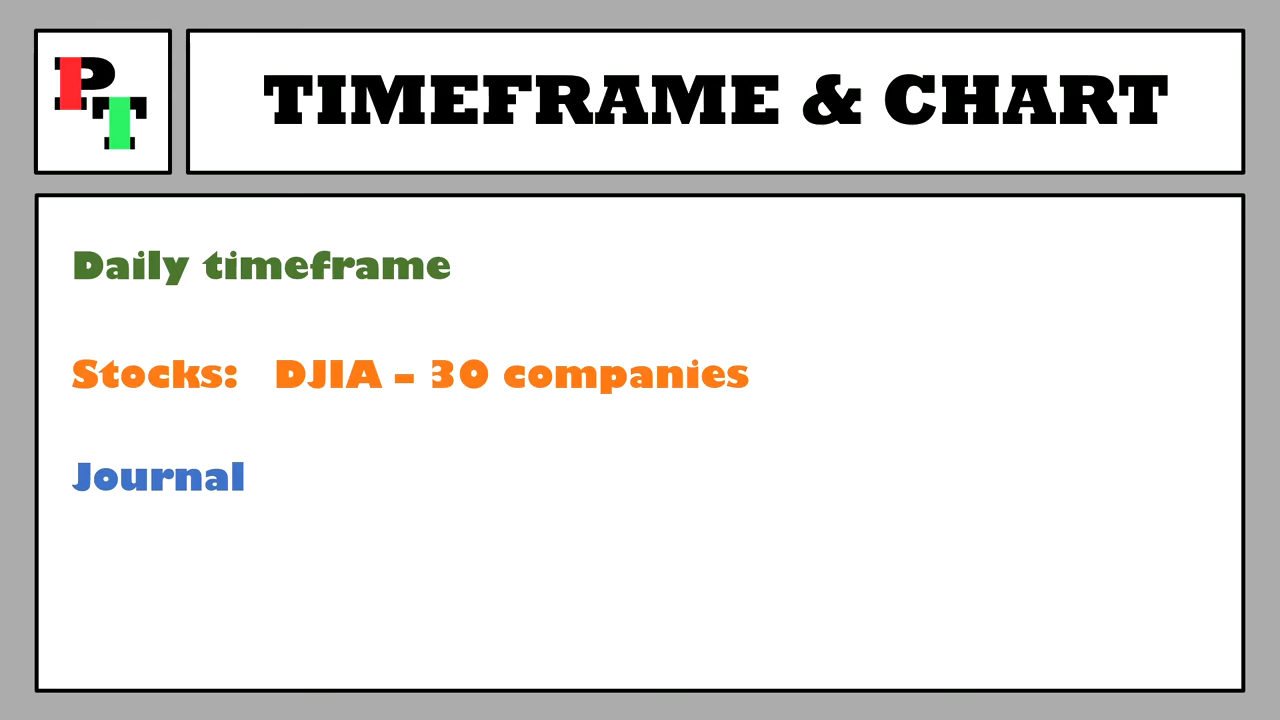 PT
TIMEFRAME & CHART
Daily timeframe
Stocks: DJIA – 30 companies
Journal